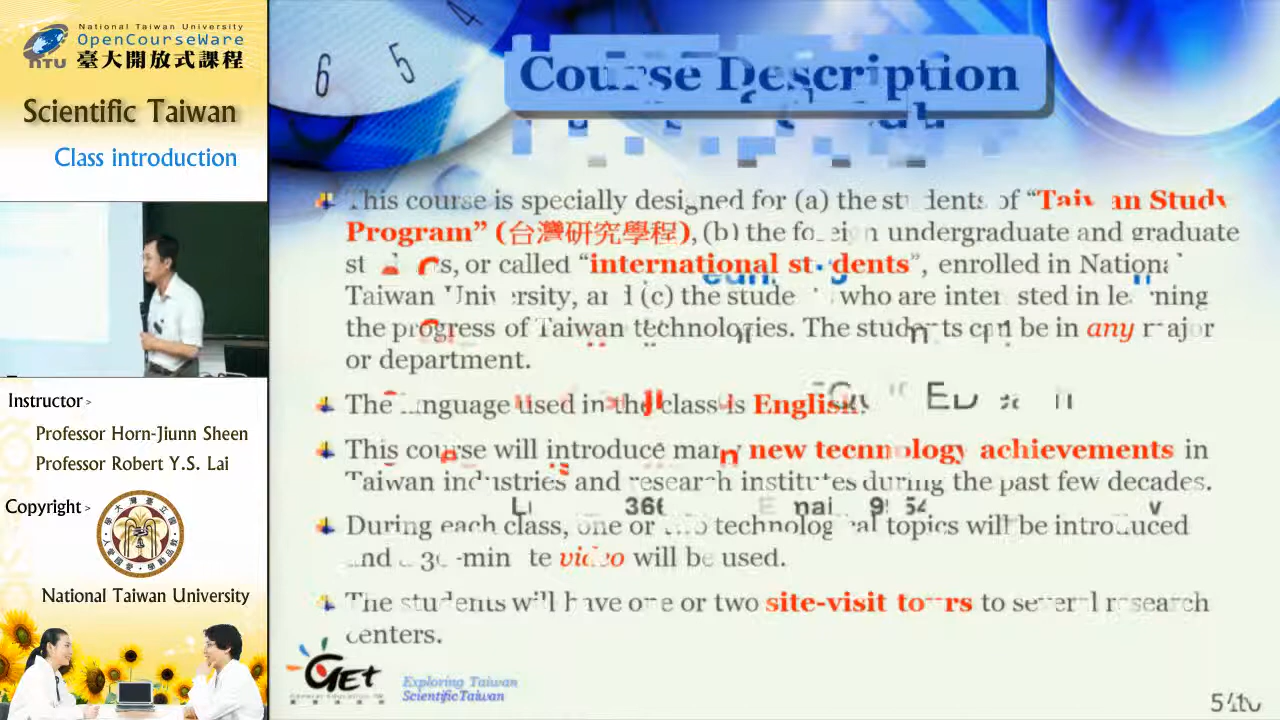 National Taiwan University
OpenCourseWare
臺大開放式課程
NTU
Scientific Taiwan
Class introduction
Instructor >
Professor Horn-Jiunn Sheen
Professor Robert Y.S. Lai
Copyright >
National Taiwan University
Course Description
This course is specially designed for (a) the students of “Taiwan Study
Program” (台灣研究學程), (b) the foreign undergraduate and graduate
students, or called “international students”, enrolled in National
Taiwan University, and (c) the students who are interested in learning
the progress of Taiwan technologies. The students can be in any major
or department.
The language used in the class is English.
This course will introduce many new technology achievements in
Taiwan industries and research institutes during the past few decades.
During each class, one or two technological topics will be introduced
and a 30-minute video will be used.
The students will have one or two site-visit tours to several research
centers.
GET
Exploring Taiwan
Scientific Taiwan